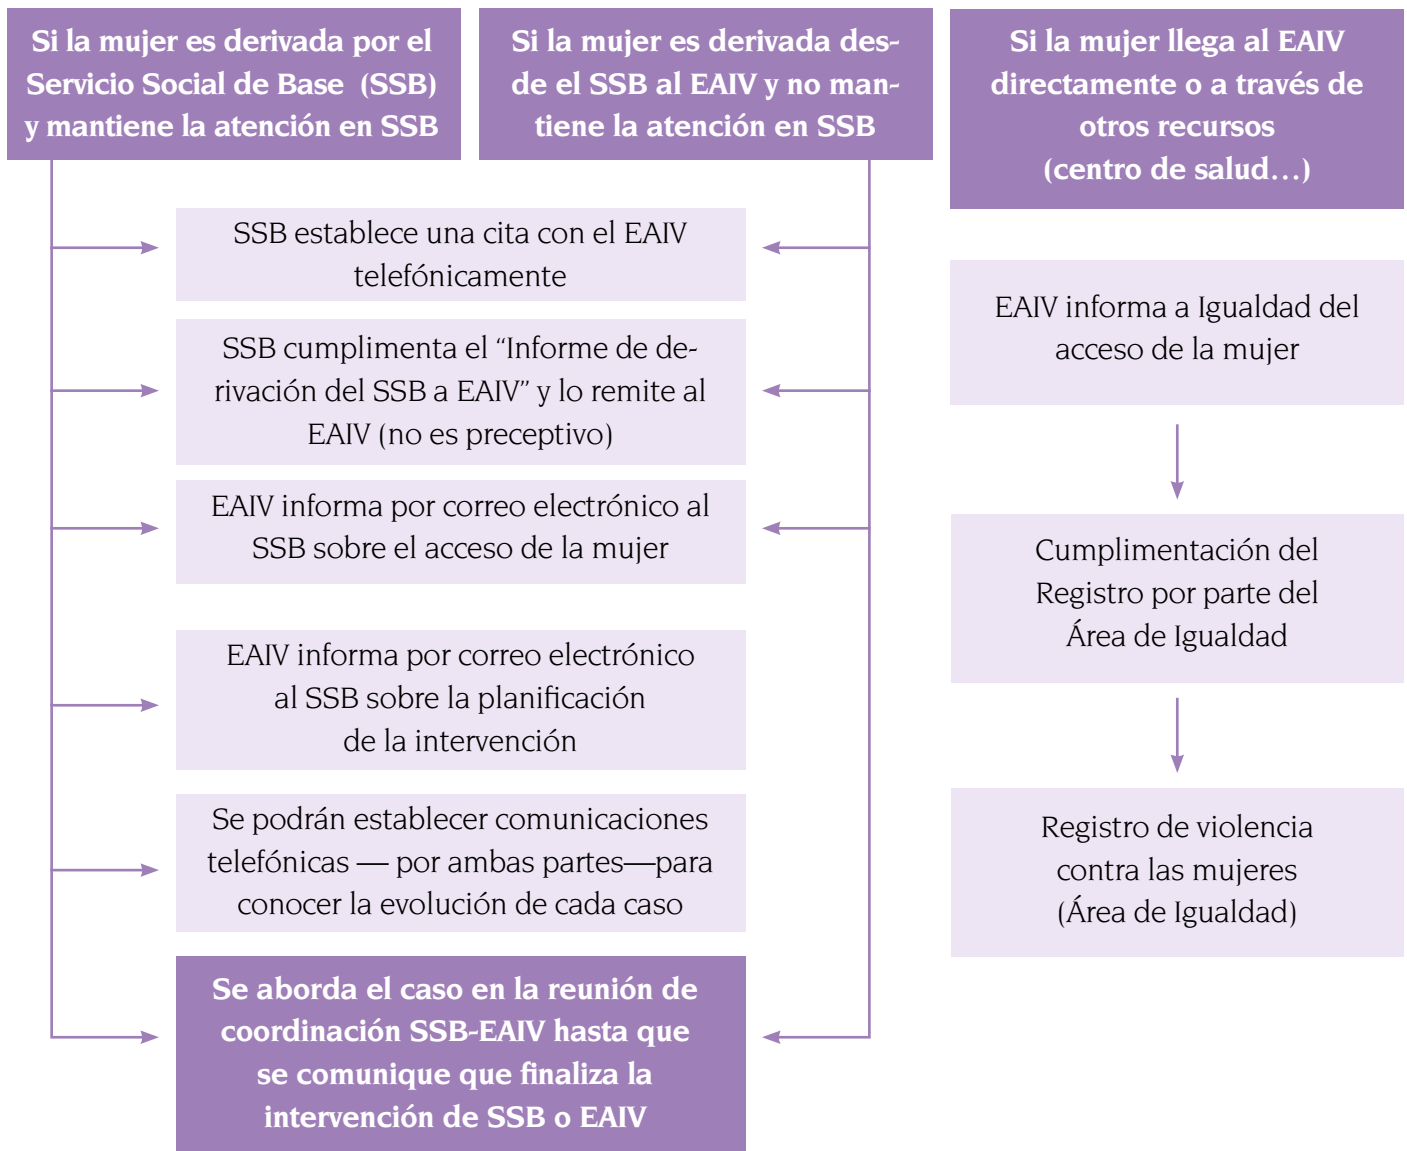 Si la mujer es derivada por el
Servicio Social de Base (SSB)
y mantiene la atención en SSB
Si la mujer es derivada des-
de el SSB al EAIV y no man-
tiene la atención en SSB
Si la mujer llega al EAIV
directamente o a través de
otros recursos
(centro de salud…)
SSB establece una cita con el EAIV
telefónicamente
SSB cumplimenta el “Informe de de-
rivación del SSB a EAIV” y lo remite al
EAIV (no es preceptivo)
EAIV informa por correo electrónico al
SSB sobre el acceso de la mujer
EAIV informa por correo electrónico
al SSB sobre la planificación
de la intervención
Se podrán establecer comunicaciones
telefónicas — por ambas partes—para
conocer la evolución de cada caso
Se aborda el caso en la reunión de
coordinación SSB-EAIV hasta que
se comunique que finaliza la
intervención de SSB o EAIV
EAIV informa a Igualdad del
acceso de la mujer
Cumplimentación del
Registro por parte del
Área de Igualdad
Registro de violencia
contra las mujeres
(Área de Igualdad)